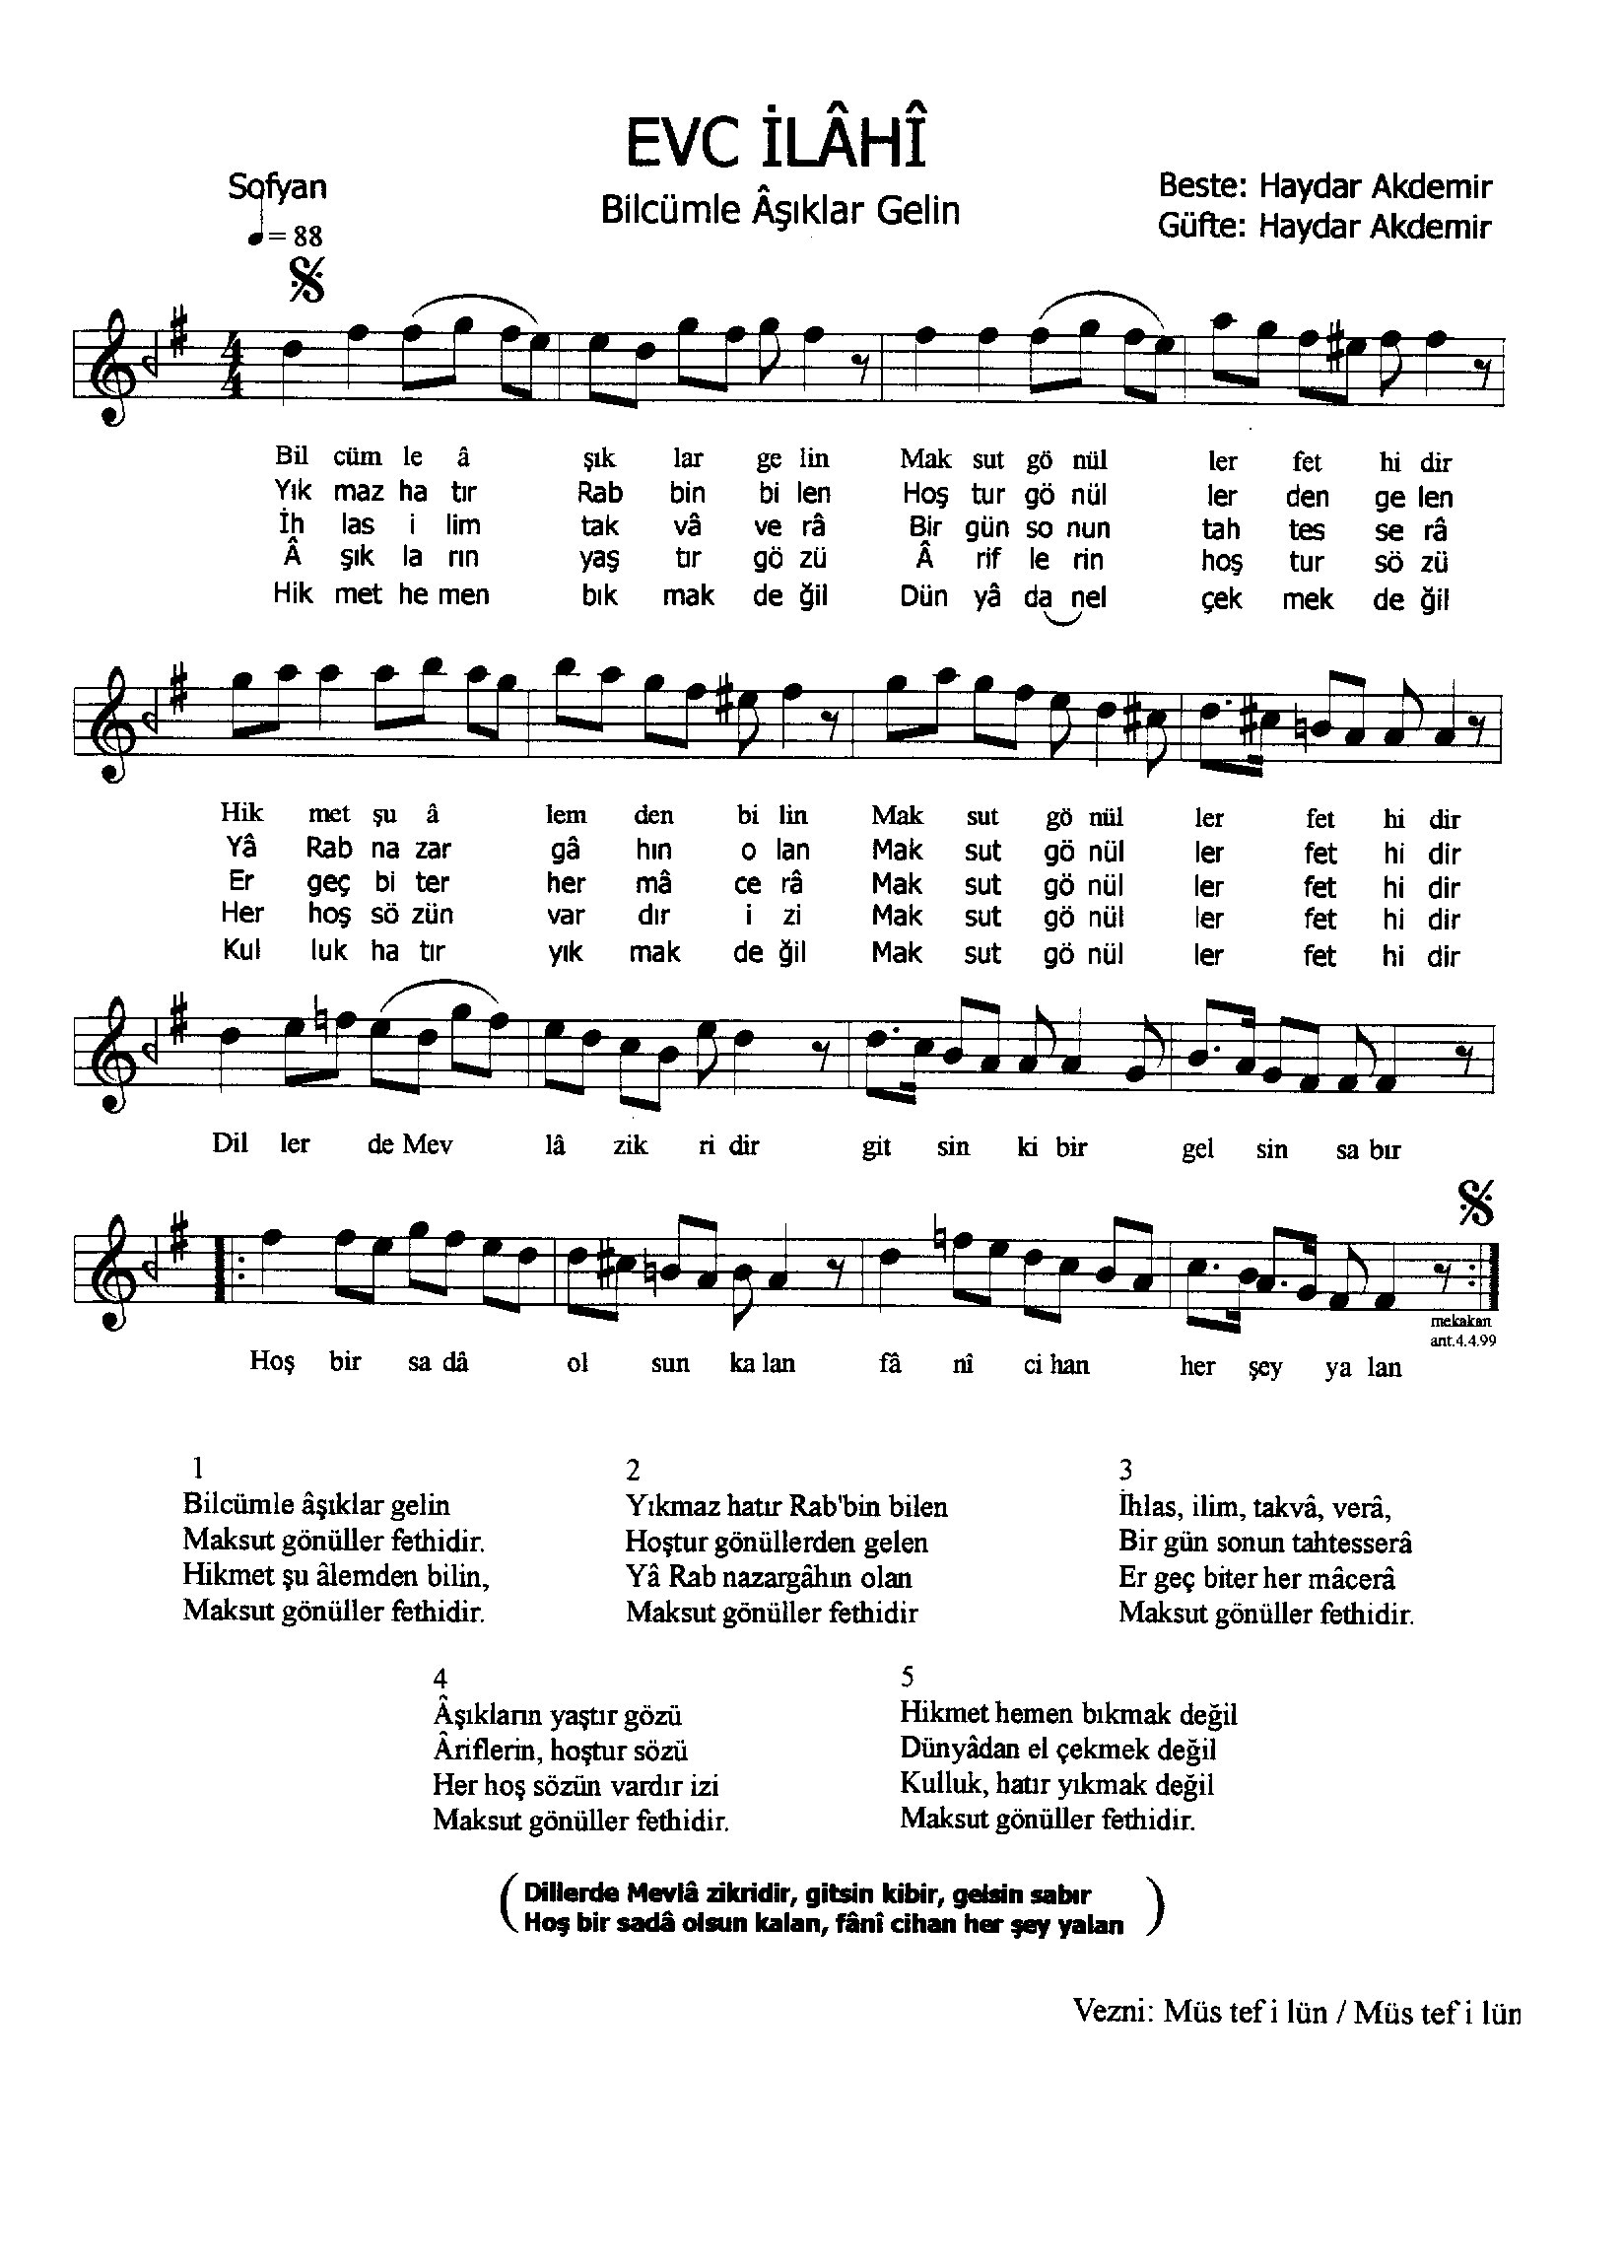 EVC İLÂHÎ
Sofyan
Bilcümle Âşıklar Gelin
Beste: Haydar Akdemir
Güfte: Haydar Akdemir
= 88
4
4
Bil cüm le â şık lar ge lin Mak sut gö nül ler fet hi dir
Yık maz ha tır Rab bin bi len Hoş tur gö nül ler den ge len
İh las i lim tak vâ ve râ Bir gün so nun tah tes se râ
Â şık la rın yaş tır gö zü Â rif le rin hoş tur sö zü
Hik met he men bık mak de ğil Dün yâ da nel çek mek de ğil
Hik met şu â lem den bi lin Mak sut gö nül ler fet hi dir
Yâ Rab na zar gâ hın o lan Mak sut gö nül ler fet hi dir
Er geç bi ter her mâ ce râ Mak sut gö nül ler fet hi dir
Her hoş sö zün var dır i zi Mak sut gö nül ler fet hi dir
Kul luk ha tır yık mak de ğil Mak sut gö nül ler fet hi dir
Dil ler de Mev lâ zik ri dir git sin ki bir gel sin sa bır
mekakan
ant.4.4.99
Hoş bir sa dâ ol sun ka lan fâ nî ci han her şey ya lan
1
Bilcümle âşıklar gelin
Maksut gönüller fethidir.
Hikmet şu âlemden bilin,
Maksut gönüller fethidir.
2
Yıkmaz hatır Rab'bin bilen
Hoştur gönüllerden gelen
Yâ Rab nazargâhın olan
Maksut gönüller fethidir
3
İhlas, ilim, takvâ, verâ,
Bir gün sonun tahtesserâ
Er geç biter her mâcerâ
Maksut gönüller fethidir.
4
Âşıkların yaştır gözü
Âriflerin, hoştur sözü
Her hoş sözün vardır izi
Maksut gönüller fethidir.
5
Hikmet hemen bıkmak değil
Dünyâdan el çekmek değil
Kulluk, hatır yıkmak değil
Maksut gönüller fethidir.
( Dillerde Mevlâ zikridir, gitsin kibir, gelsin sabır
Hoş bir sadâ olsun kalan, fânî cihan her şey yalan )
Vezni: Müs tef i lün / Müs tef i lün